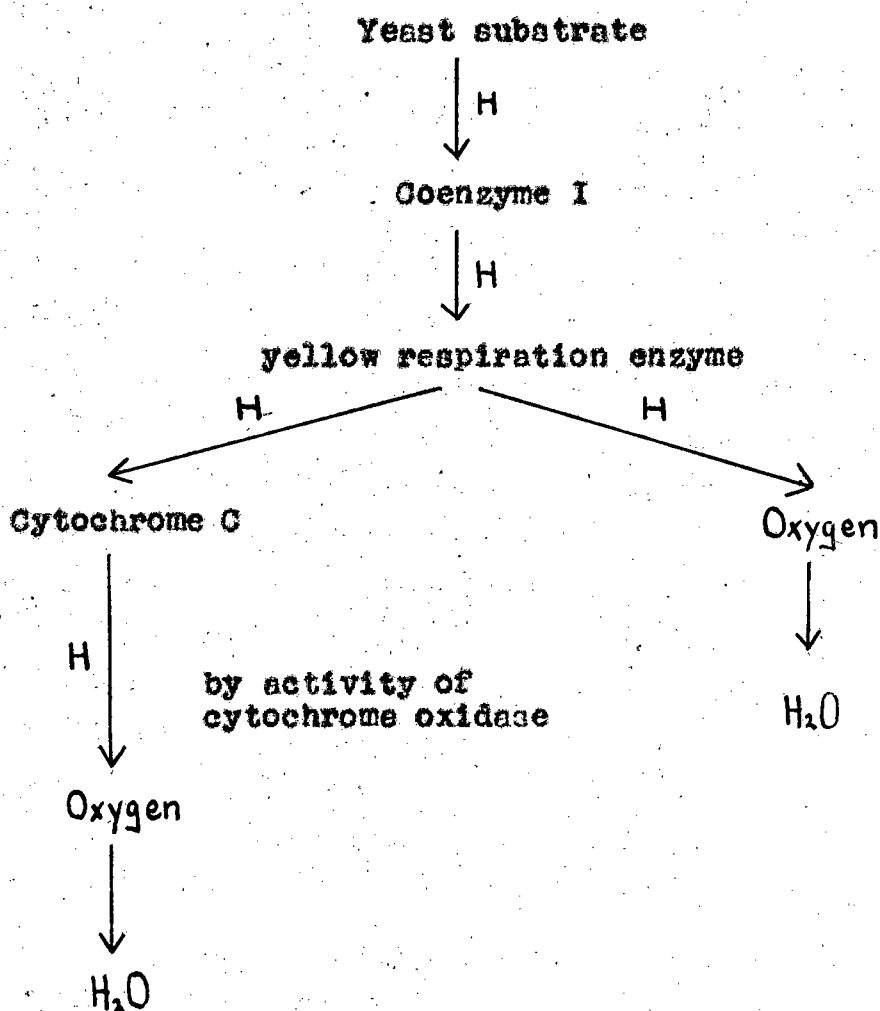 Yeast substrate
H
Coenzyme I
H
yellow respiration enzyme
H
H
Cytochrome C
Oxygen
H
by activity of
cytochrome oxidase
H₂O
Oxygen
H₂O